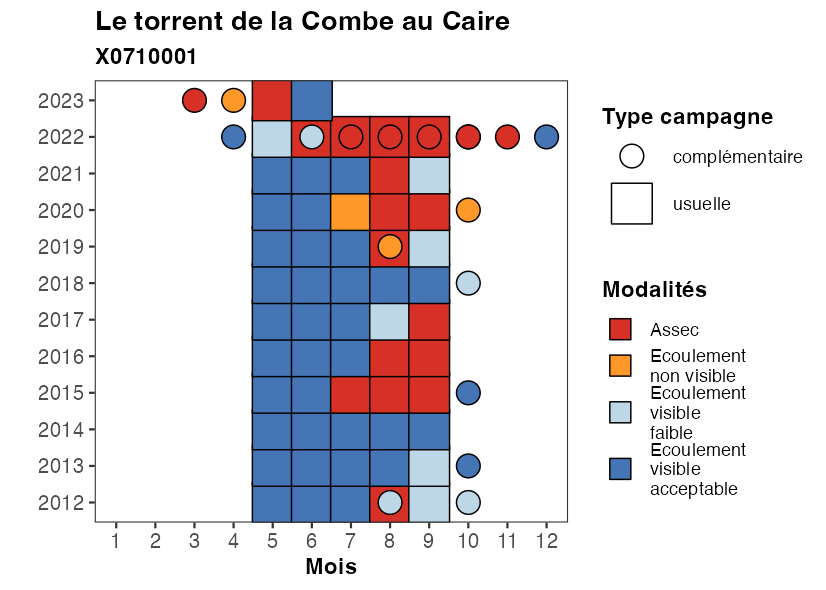 Le torrent de la Combe au Caire
X0710001
2023
2022
2021
2020
2019
2018
2017
2016
2015
2014
2013
2012
1 2 3 4 5 6 7 8 9 10 11 12
Mois
Type campagne
complémentaire
usuelle
Modalités
Assec
Ecoulement
non visible
Ecoulement
visible
faible
Ecoulement
visible
acceptable